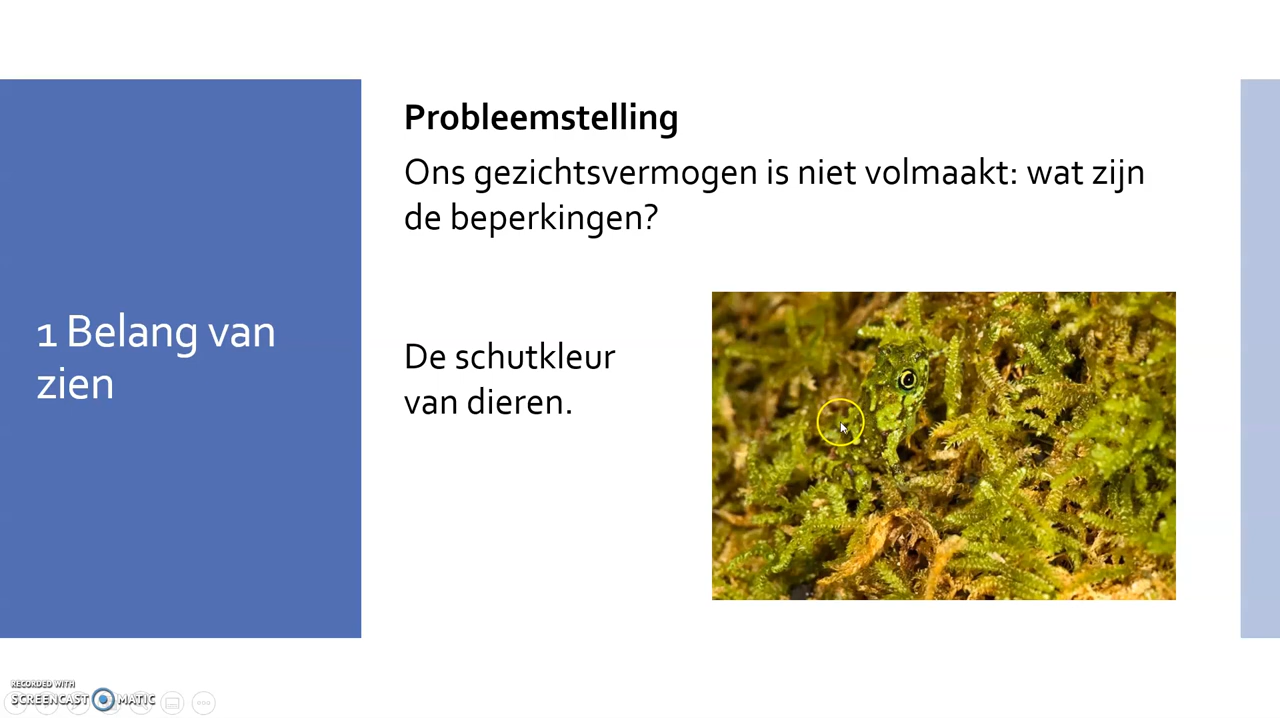 Probleemstelling
Ons gezichtsvermogen is niet volmaakt: wat zijn
de beperkingen?
1 Belang van
zien
De schutkleur
van dieren.
RECORDED WITH
SCREENCAST MATIC